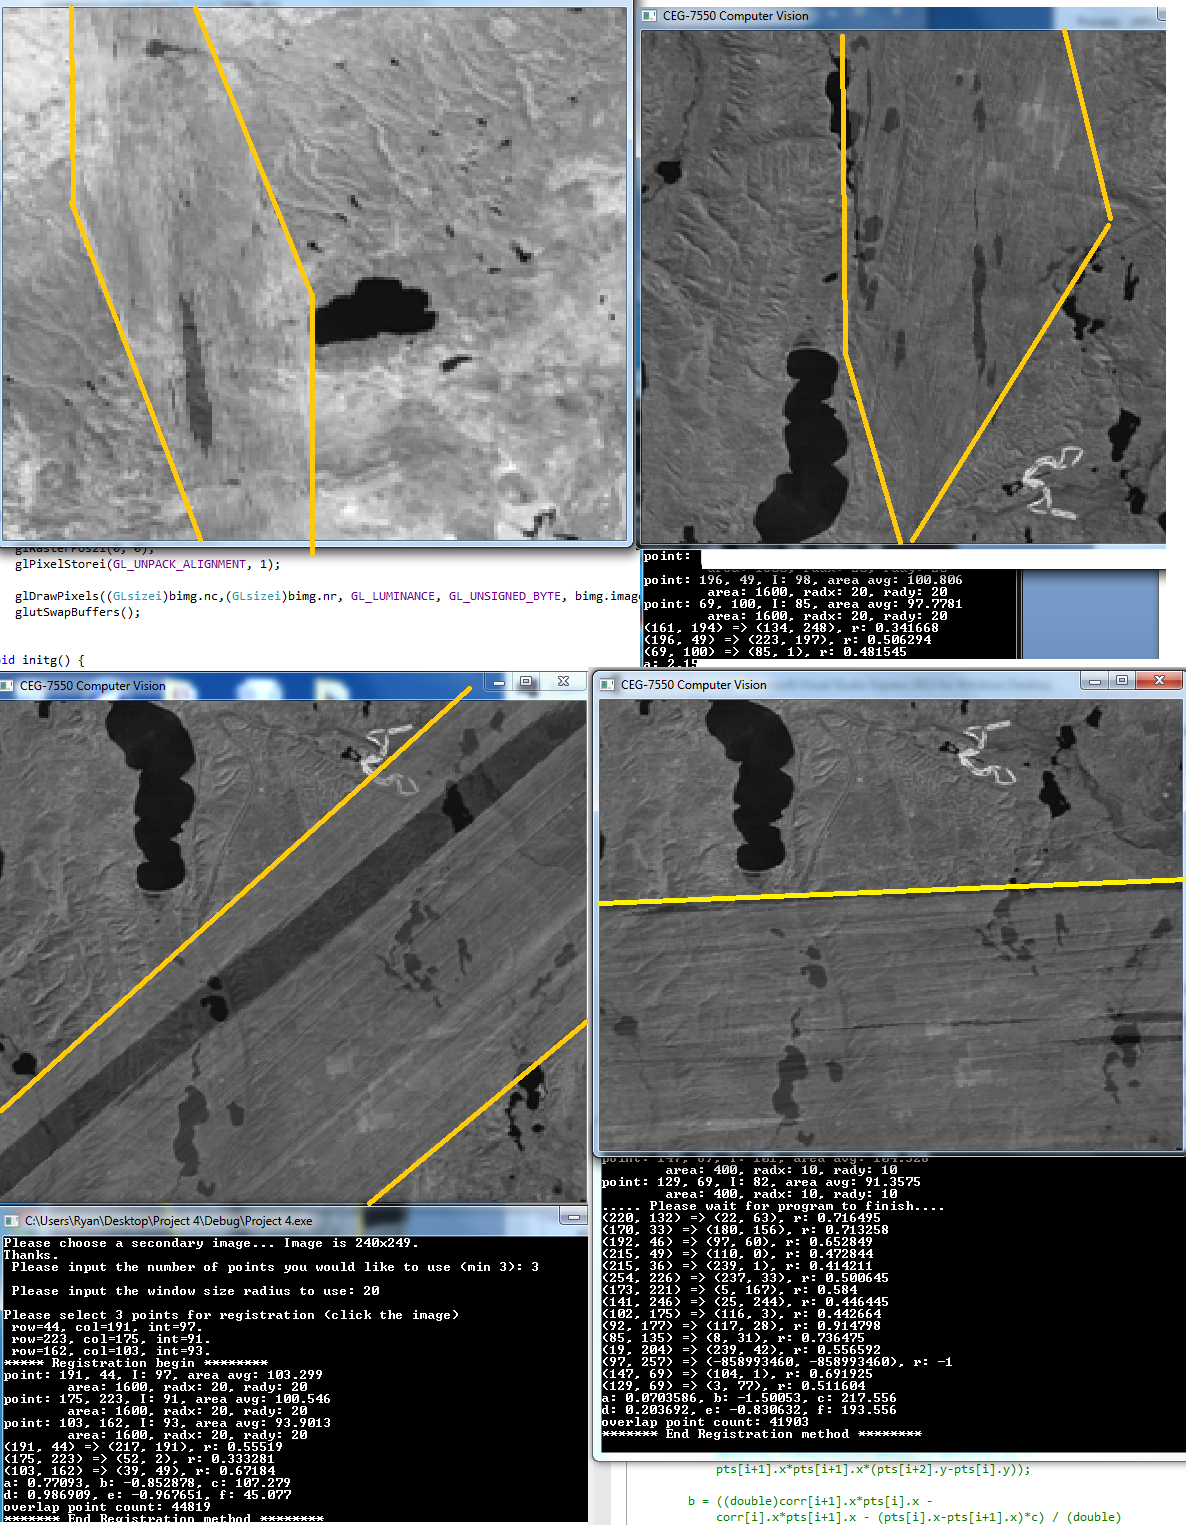 CEG-7550 Computer Vision
glPixelStorei(GL_UNPACK_ALIGNMENT, 1);
glDrawPixels((GLsizei)bimg.nc,(GLsizei)bimg.nr, GL_LUMINANCE, GL_UNSIGNED_BYTE, bimg.image
glutSwapBuffers();
id initg() {
point:
point: 196, 49, I: 98, area avg: 100.806
area: 1600, radx: 20, rady: 20
point: 69, 100, I: 85, area avg: 97.7781
area: 1600, radx: 20, rady: 20
(161, 194) => (134, 248), r: 0.341668
(196, 49) => (223, 197), r: 0.506294
(69, 100) => (85, 1), r: 0.481545
a: 2.15
CEG-7550 Computer Vision
CEG-7550 Computer Vision
C:\Users\Ryan\Desktop\Project 4\Debug\Project 4.exe
Please choose a secondary image... Image is 240x249.
Thanks.
Please input the number of points you would like to use (min 3): 3
Please input the window size radius to use: 20
Please select 3 points for registration (click the image)
row=44, col=191, int=97.
row=223, col=175, int=91.
row=162, col=103, int=93.
***** Registration begin ********
point: 191, 44, I: 97, area avg: 103.299
area: 1600, radx: 20, rady: 20
point: 175, 223, I: 91, area avg: 100.546
area: 1600, radx: 20, rady: 20
point: 103, 162, I: 93, area avg: 93.9013
area: 1600, radx: 20, rady: 20
(191, 44) => (217, 191), r: 0.55519
(175, 223) => (52, 2), r: 0.333281
(103, 162) => (39, 49), r: 0.67184
a: 0.77093, b: -0.852878, c: 107.279
d: 0.986909, e: -0.967651, f: 45.077
overlap point count: 44819
******* End Registration method ********
area: 400, radx: 10, rady: 10
point: 129, 69, I: 82, area avg: 91.3575
area: 400, radx: 10, rady: 10
..... Please wait for program to finish....
(220, 132) => (22, 63), r: 0.716495
(170, 33) => (180, 156), r: 0.713258
(192, 46) => (97, 60), r: 0.652849
(215, 49) => (110, 0), r: 0.472844
(215, 36) => (239, 1), r: 0.414211
(254, 226) => (237, 33), r: 0.500645
(173, 221) => (5, 167), r: 0.584
(141, 246) => (25, 244), r: 0.446445
(102, 175) => (116, 3), r: 0.442664
(92, 177) => (117, 28), r: 0.914798
(85, 135) => (8, 31), r: 0.736475
(19, 204) => (239, 42), r: 0.556592
(97, 257) => (-858993460, -858993460), r: -1
(147, 69) => (104, 1), r: 0.691925
(129, 69) => (3, 77), r: 0.511604
a: 0.0703586, b: -1.50053, c: 217.556
d: 0.203692, e: -0.830632, f: 193.556
overlap point count: 41903
******* End Registration method ********
pts[i+1].x*pts[i+1].x*(pts[i+2].y-pts[i].y));
b = ((double)corr[i+1].x*pts[i].x -
corr[i].x*pts[i+1].x - (pts[i].x-pts[i+1].x)*c) / (double)